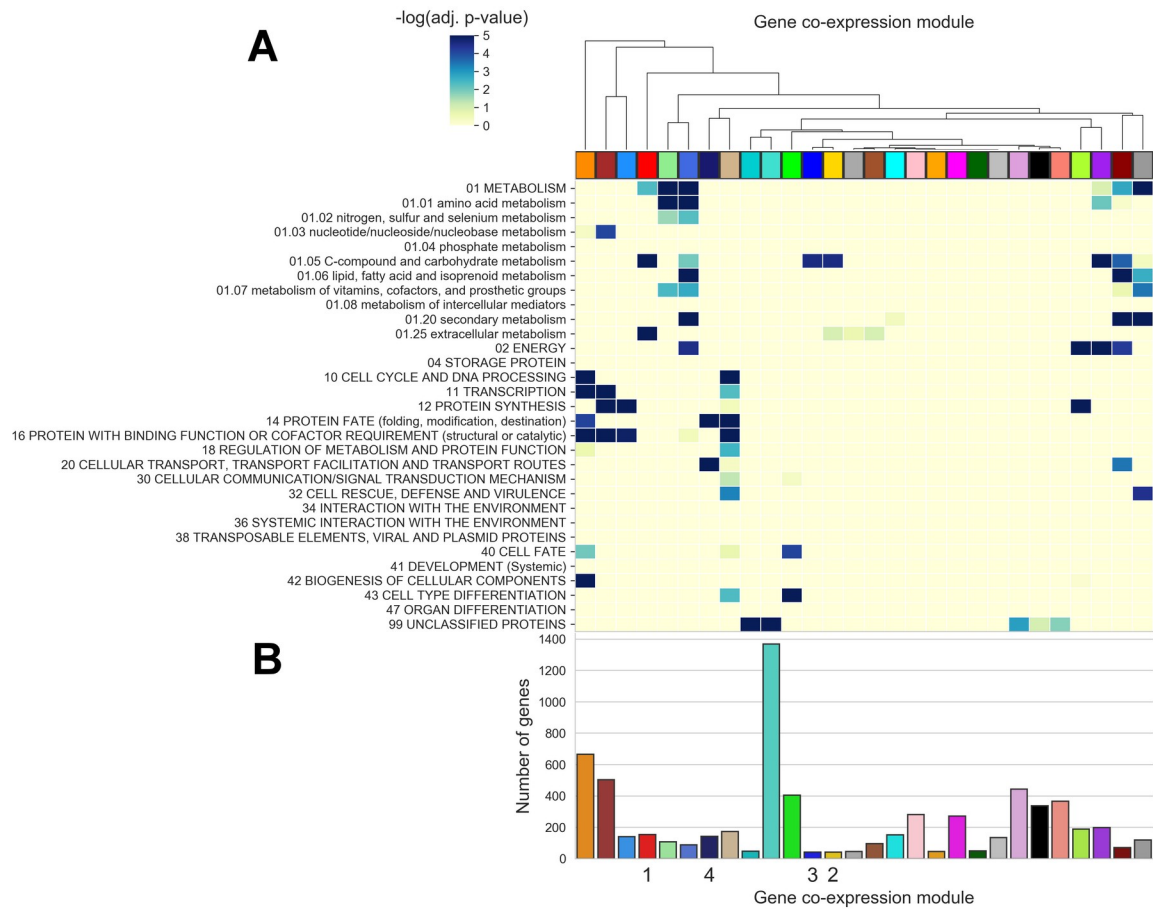 A
-log(adj. p-value)
5
4
3
2
1
0
Gene co-expression module
01 METABOLISM
01.01 amino acid metabolism
01.02 nitrogen, sulfur and selenium metabolism
01.03 nucleotide/nucleoside/nucleobase metabolism
01.04 phosphate metabolism
01.05 C-compound and carbohydrate metabolism
01.06 lipid, fatty acid and isoprenoid metabolism
01.07 metabolism of vitamins, cofactors, and prosthetic groups
01.08 metabolism of intercellular mediators
01.20 secondary metabolism
01.25 extracellular metabolism
02 ENERGY
04 STORAGE PROTEIN
10 CELL CYCLE AND DNA PROCESSING
11 TRANSCRIPTION
12 PROTEIN SYNTHESIS
14 PROTEIN FATE (folding, modification, destination)
16 PROTEIN WITH BINDING FUNCTION OR COFACTOR REQUIREMENT (structural or catalytic)
18 REGULATION OF METABOLISM AND PROTEIN FUNCTION
20 CELLULAR TRANSPORT, TRANSPORT FACILITATION AND TRANSPORT ROUTES
30 CELLULAR COMMUNICATION/SIGNAL TRANSDUCTION MECHANISM
32 CELL RESCUE, DEFENSE AND VIRULENCE
34 INTERACTION WITH THE ENVIRONMENT
36 SYSTEMIC INTERACTION WITH THE ENVIRONMENT
38 TRANSPOSABLE ELEMENTS, VIRAL AND PLASMID PROTEINS
40 CELL FATE
41 DEVELOPMENT (Systemic)
42 BIOGENESIS OF CELLULAR COMPONENTS
43 CELL TYPE DIFFERENTIATION
47 ORGAN DIFFERENTIATION
99 UNCLASSIFIED PROTEINS
B
Number of genes
1400
1200
1000
800
600
400
200
0
1 4 3 2
Gene co-expression module